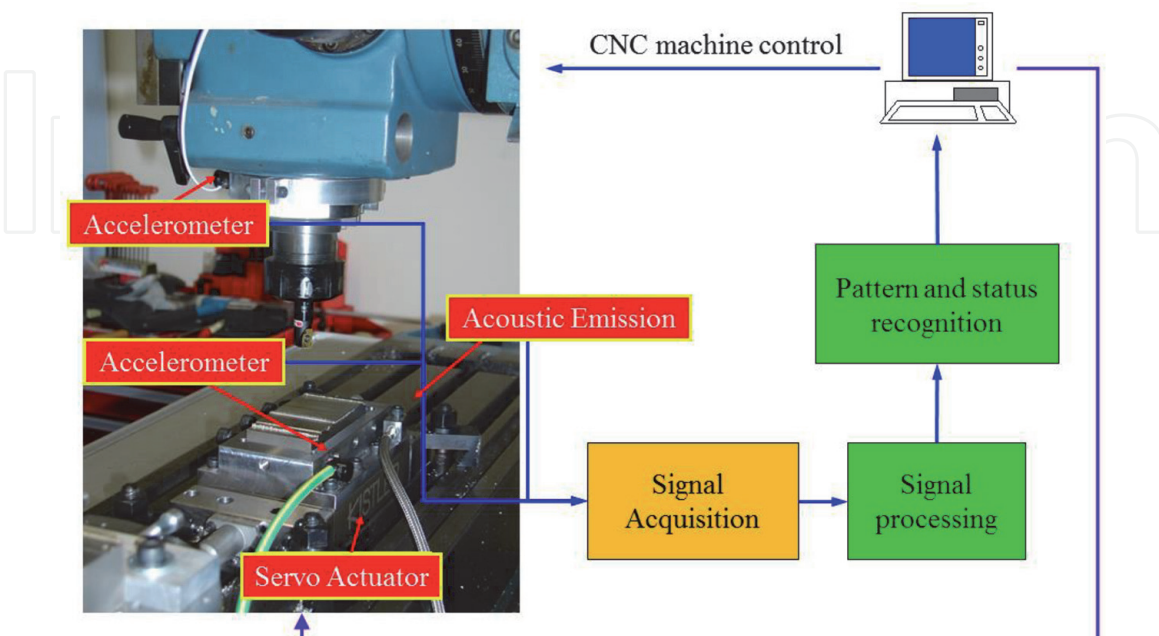 CNC machine control
Accelerometer
Acoustic Emission
Accelerometer
Servo Actuator
Signal
Acquisition
Signal
processing
Pattern and status
recognition